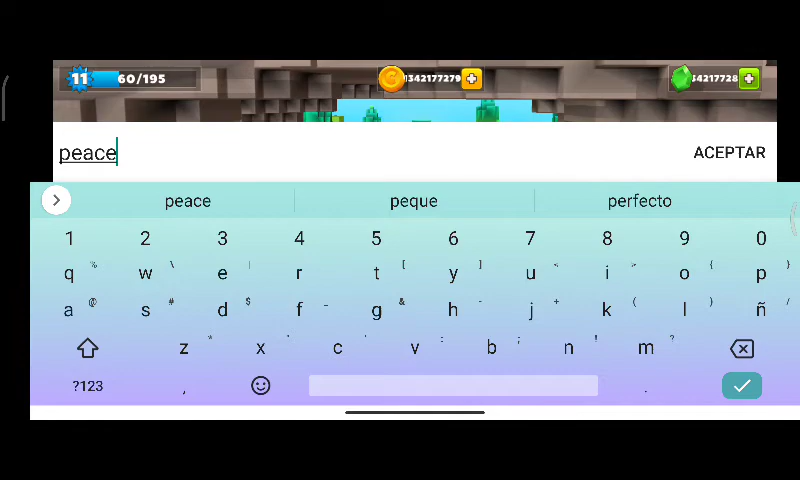 11 60/195 1342177279 34217728
peace ACEPTAR
peace peque perfecto
1 2 3 4 5 6 7 8 9 0
q % w \ e | r t [ y ] u < i > o { p }
a @ s # d $ f _ g & h - j + k ( l ) ñ /
z * x " c ' v : b ; n ! m ?
?123 , .